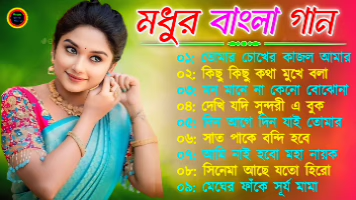 মধুর বাংলা গান
০১: তোমার চোখের কাজল আমার
০২: কিছু কিছু কথা মুখে বলা
০৩: মন মানে না কেনো বোঝেনা
০৪: দেখি যদি সুন্দরী এ বুক
০৫: দিন আগে দিন যাই তোমার
০৬: সাত পাকে বন্দি হবে
০৭: আমি নাই হবো মহা নায়ক
০৮: সিনেমা আছে যতো হিরো
০৯: মেঘের ফাঁকে সূর্য মামা